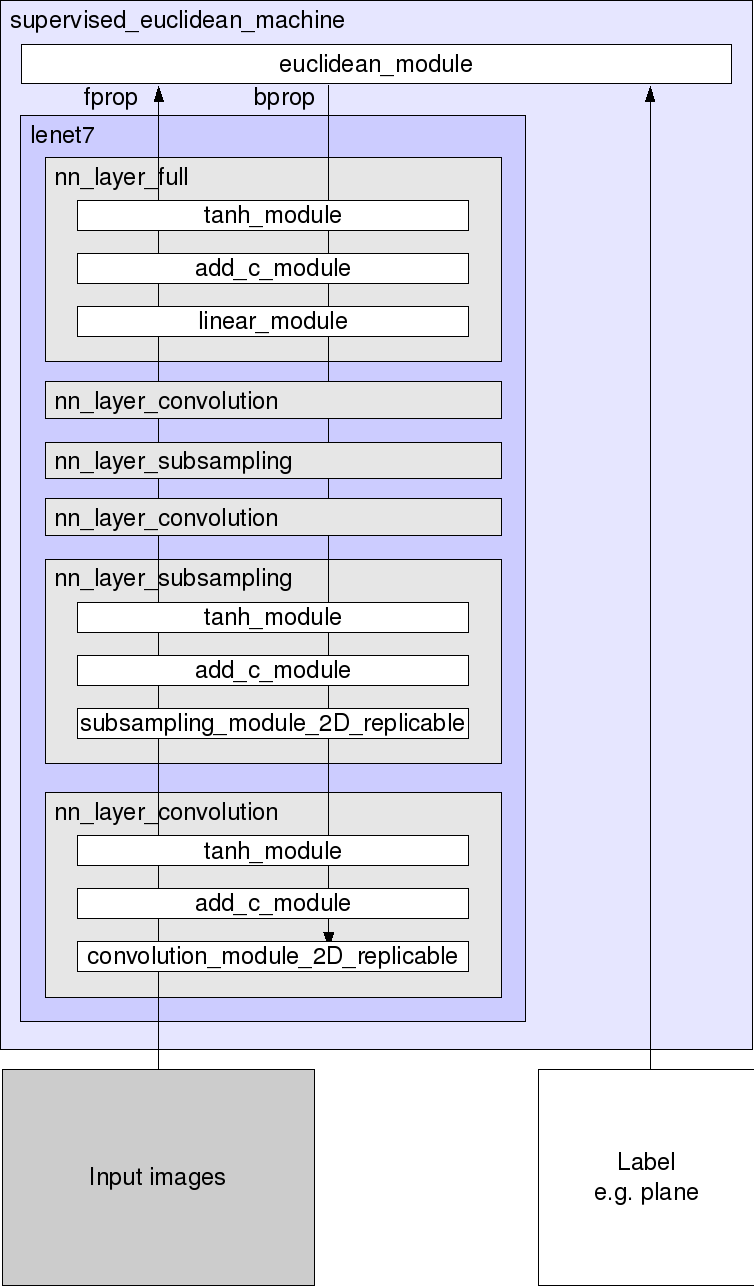 supervised_euclidean_machine
euclidean_module
fprop
bprop
lenet7
nn_layer_full
tanh_module
add_c_module
linear_module
nn_layer_convolution
nn_layer_subsampling
nn_layer_convolution
nn_layer_subsampling
tanh_module
add_c_module
subsampling_module_2D_replicable
nn_layer_convolution
tanh_module
add_c_module
convolution_module_2D_replicable
Input images
Label
e.g. plane